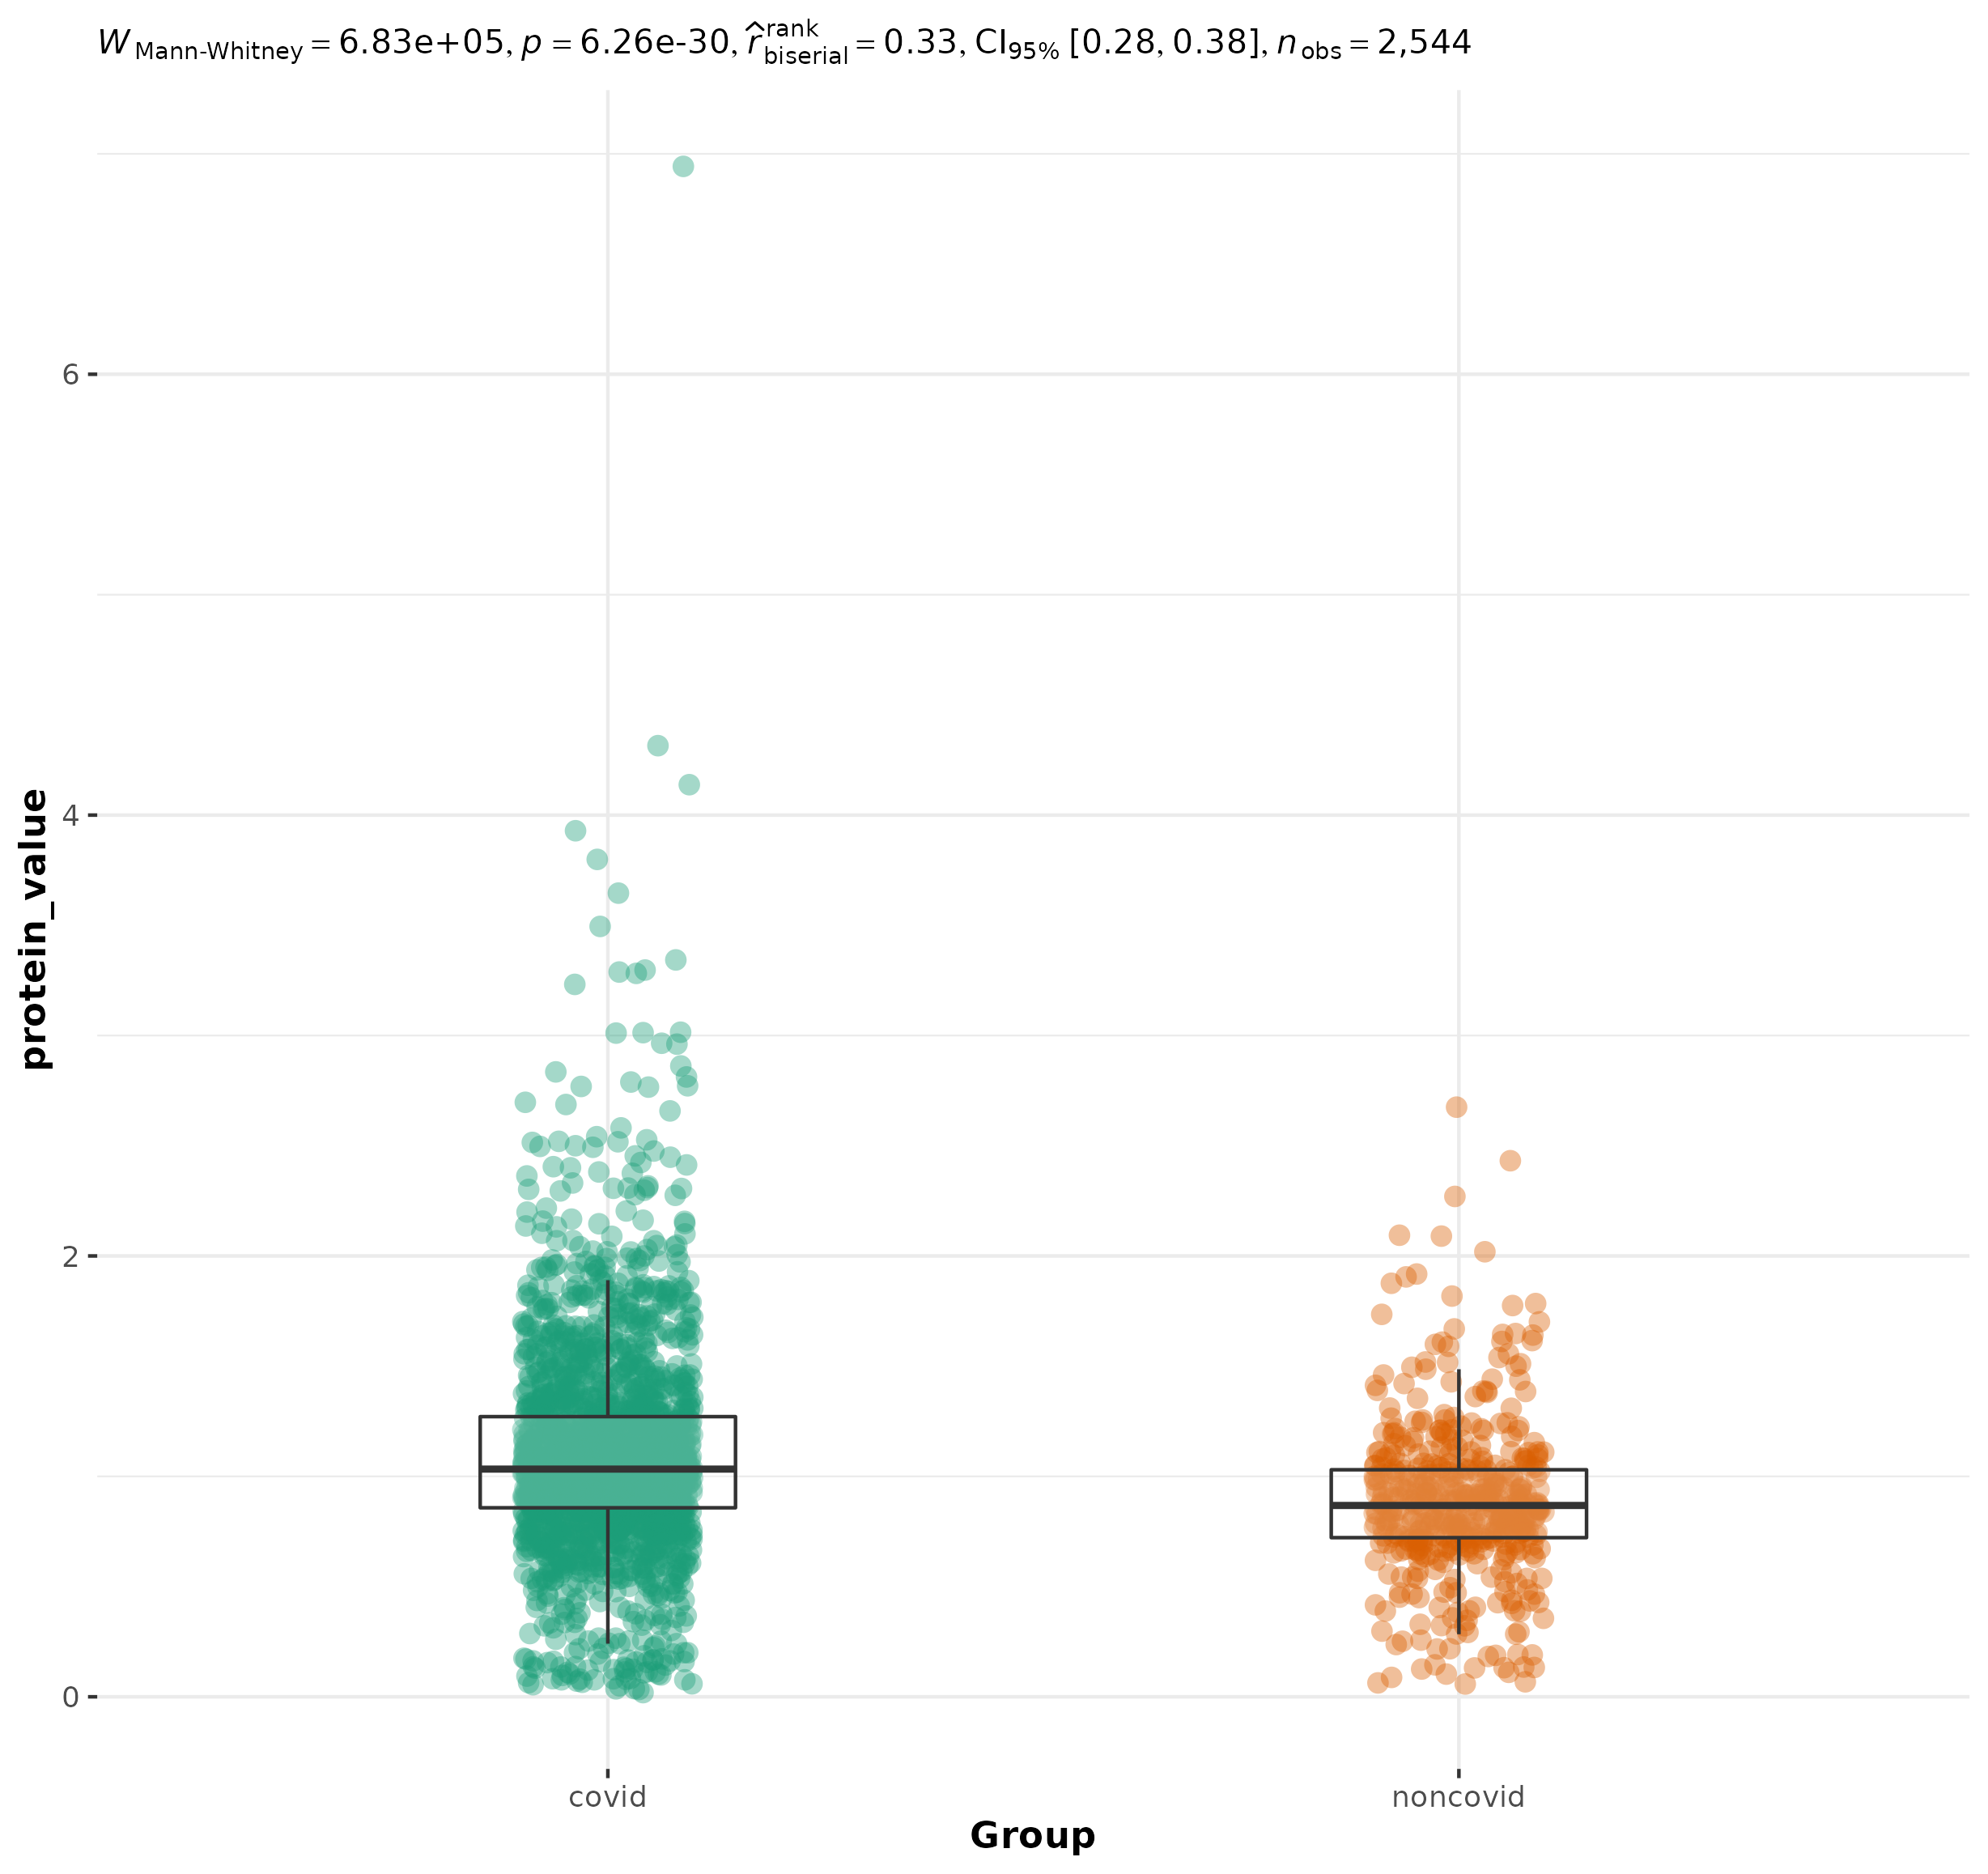 W Mann-Whitney = 6.83e+05, p = 6.26e-30, r̂ rank biserial = 0.33, CI95% [0.28, 0.38], n obs = 2,544
6
4
2
0
protein_value
covid noncovid
Group